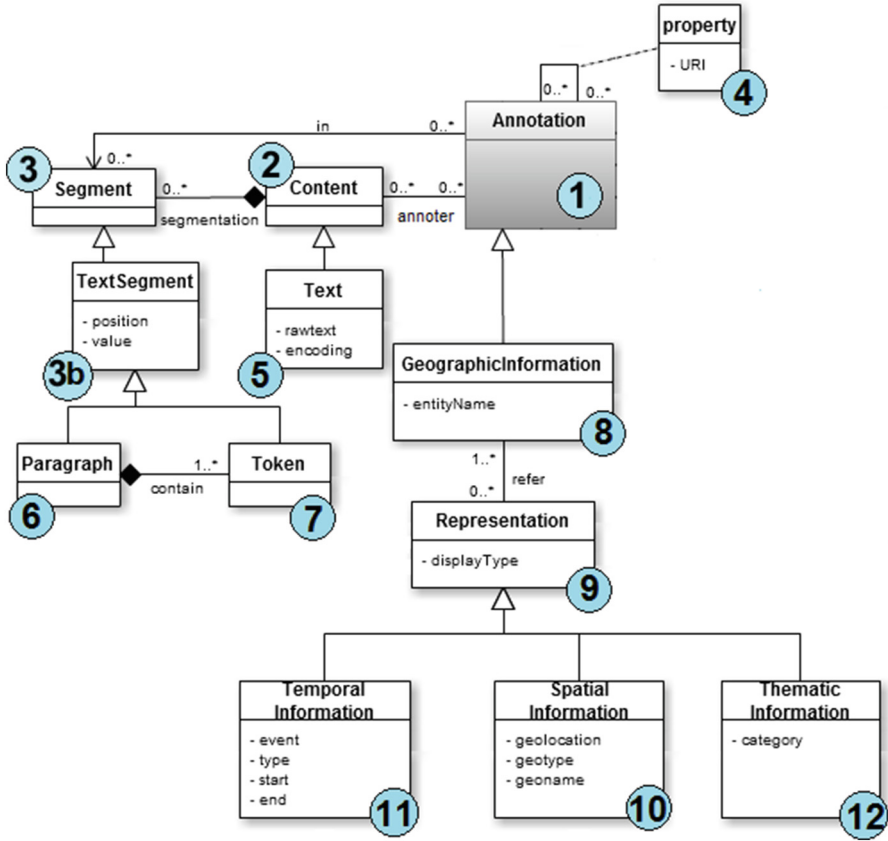 property
- URI
4
0..*
0..*
Annotation
1
in
0..*
0..*
3
Segment
0..*
segmentation
2
Content
0..*
0..*
annoter
TextSegment
- position
- value
3b
Text
- rawtext
- encoding
5
GeographicInformation
- entityName
8
Paragraph
6
1..*
contain
Token
7
1..*
refer
0..*
Representation
- displayType
9
Temporal
Information
- event
- type
- start
- end
11
Spatial
Information
- geolocation
- geotype
- geoname
10
Thematic
Information
- category
12